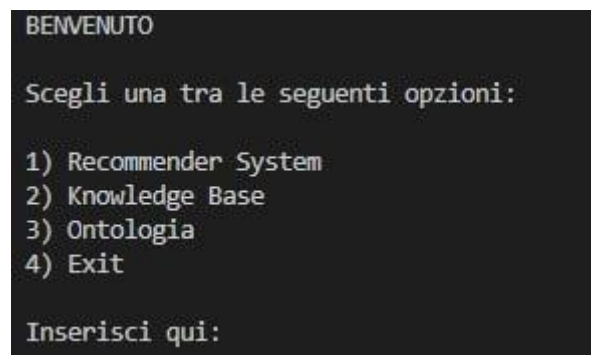 BENVENUTO
Scegli una tra le seguenti opzioni:
1) Recommender System
2) Knowledge Base
3) Ontologia
4) Exit
Inserisci qui: